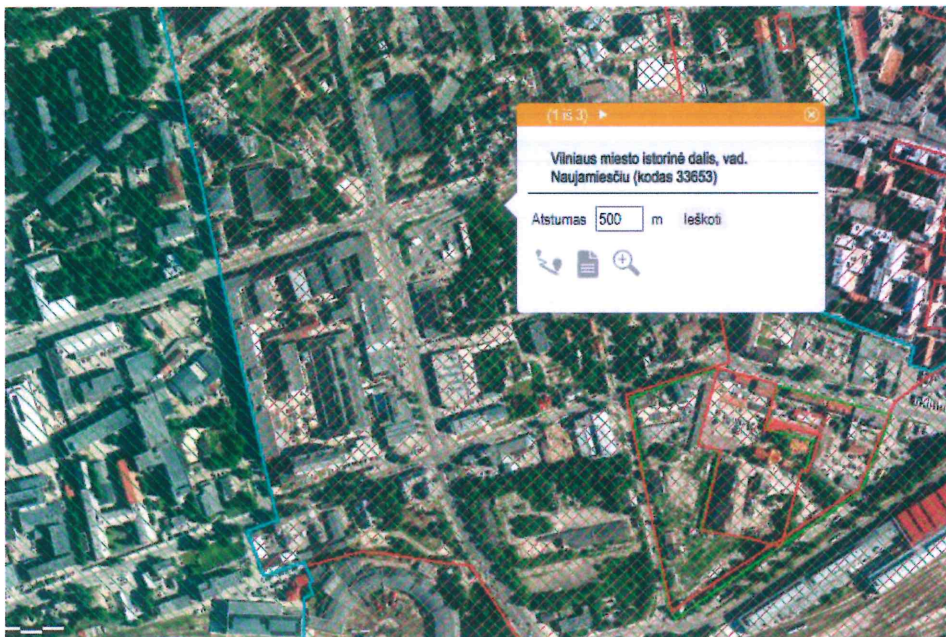 (1 iš 3)
Vilniaus miesto istorinė dalis, vad.
Naujamiesčiu (kodas 33653)
Atstumas 500 m Ieškoti